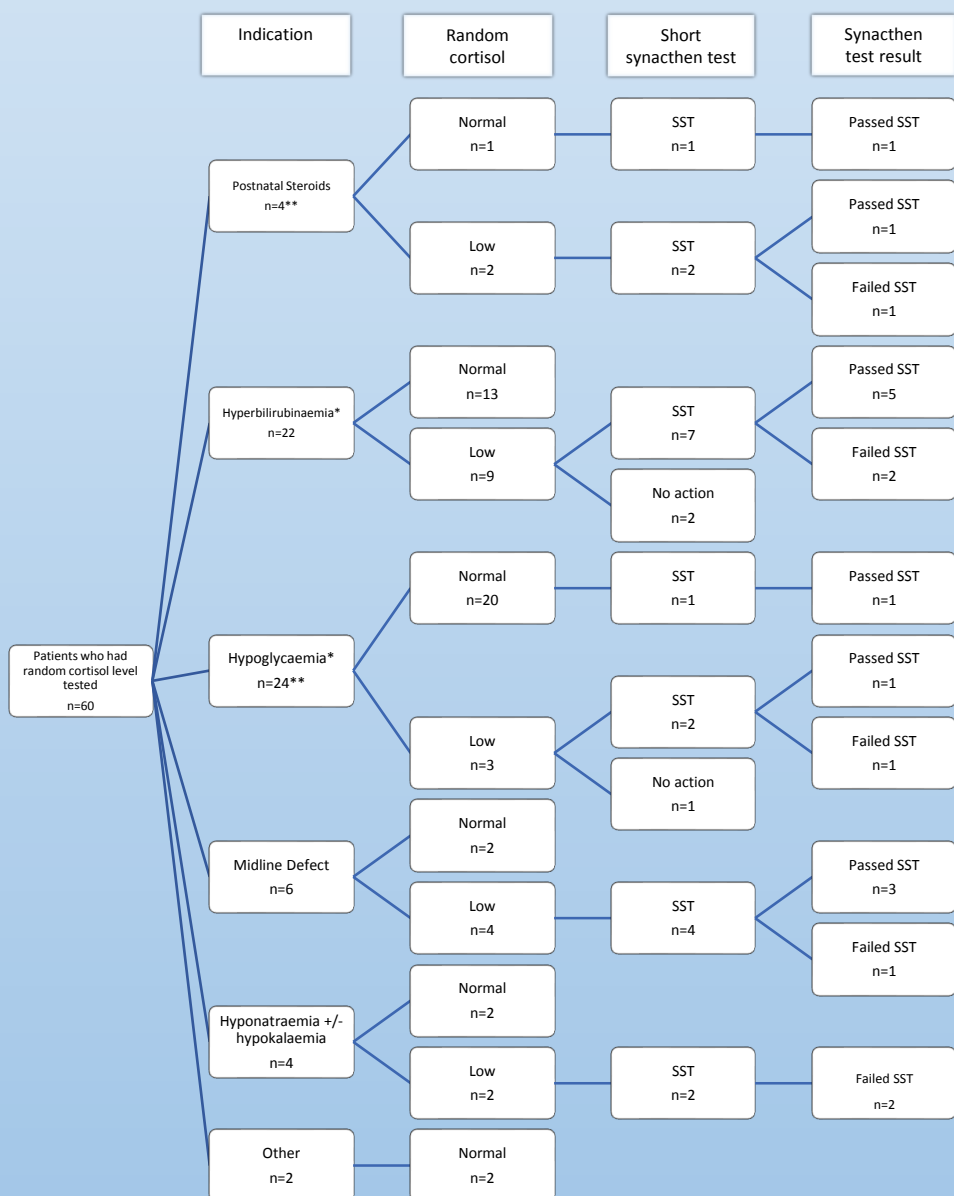 Indication
Random
cortisol
Short
synacthen test
Synacthen
test result
Patients who had
random cortisol level
tested
n=60
Postnatal Steroids
n=4**
Normal
n=1
SST
n=1
Passed SST
n=1
Low
n=2
SST
n=2
Passed SST
n=1
Failed SST
n=1
Hyperbilirubinaemia*
n=22
Normal
n=13
Low
n=9
SST
n=7
Passed SST
n=5
Failed SST
n=2
No action
n=2
Hypoglycaemia*
n=24**
Normal
n=20
SST
n=1
Passed SST
n=1
Low
n=3
SST
n=2
Passed SST
n=1
Failed SST
n=1
No action
n=1
Midline Defect
n=6
Normal
n=2
Low
n=4
SST
n=4
Passed SST
n=3
Failed SST
n=1
Hyponatraemia +/-
hypokalaemia
n=4
Normal
n=2
Low
n=2
SST
n=2
Failed SST
n=2
Other
n=2
Normal
n=2